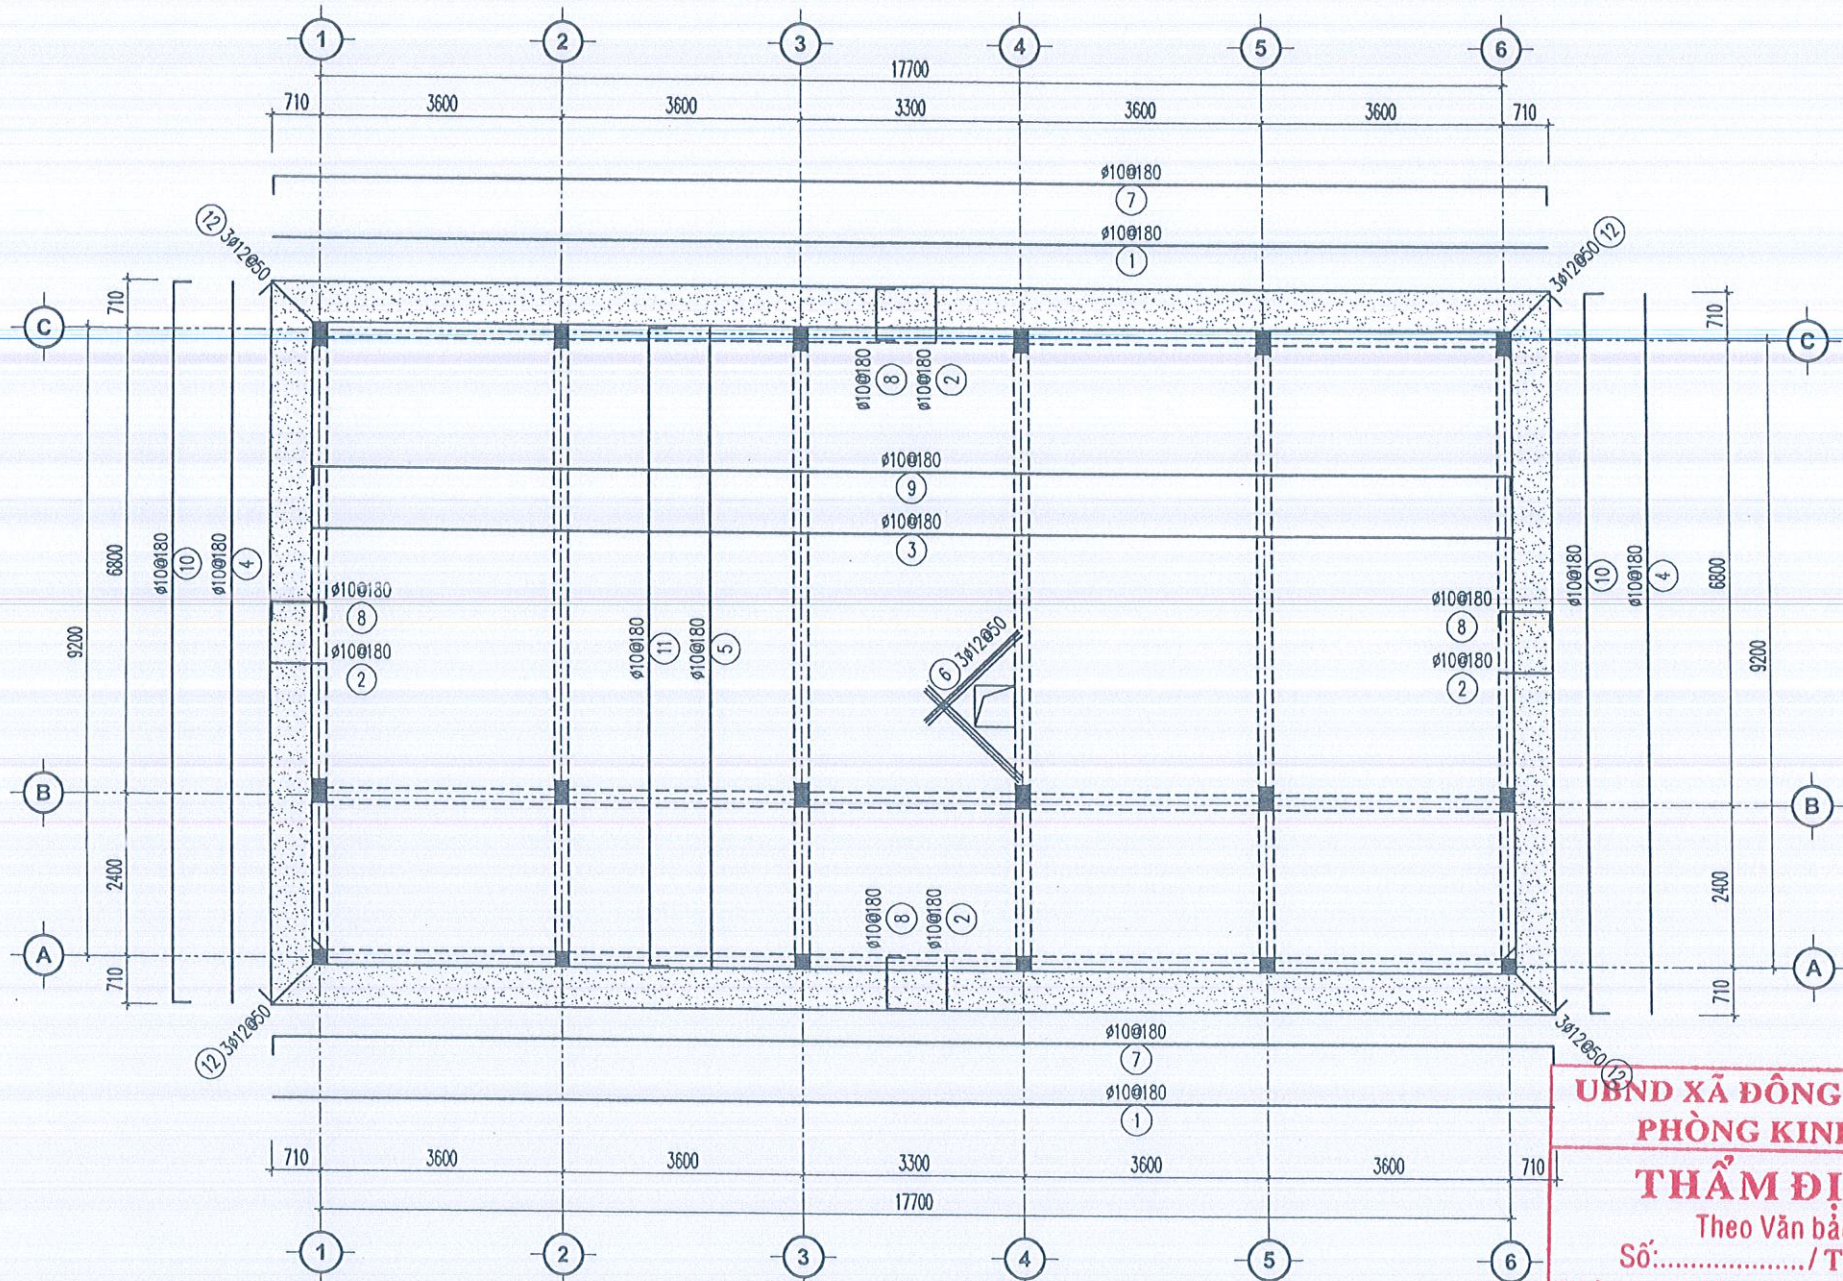 1 2 3 4 5 6
17700
710 3600 3600 3300 3600 3600 710
ø10@180
7
ø10@180
1
12 3ø12@50
3ø12@50 12
C
C
710
710
ø10@180 8
ø10@180 2
ø10@180
9
ø10@180
3
6800
9200
ø10@180 10
ø10@180 4
ø10@180
8
ø10@180
2
ø10@180 11
ø10@180 5
6 3ø12@50
ø10@180
8
ø10@180
2
ø10@180 10
ø10@180 4
6800
9200
B
B
2400
2400
ø10@180 8
ø10@180 2
A
A
710
710
12 3ø12@50
3ø12@50 12
ø10@180
7
ø10@180
1
710 3600 3600 3300 3600 3600 710
17700
1 2 3 4 5 6
UBND XÃ ĐÔNG
PHÒNG KIN
THẨM ĐỊ
Theo Văn bả
Số:..................../ T